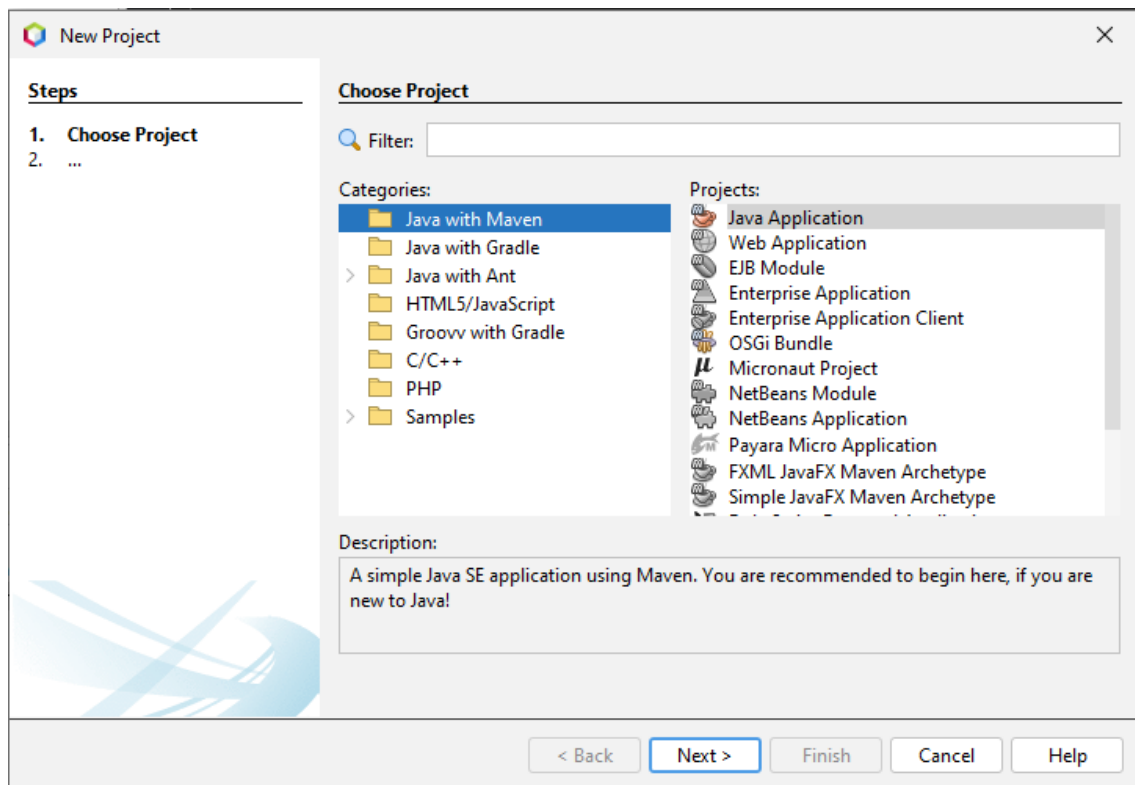 New Project
Steps
1. Choose Project
2. ...
Choose Project
Filter:
Categories:
Java with Maven
Java with Gradle
Java with Ant
HTML5/JavaScript
Groovv with Gradle
C/C++
PHP
Samples
Projects:
Java Application
Web Application
EJB Module
Enterprise Application
Enterprise Application Client
OSGi Bundle
Micronaut Project
NetBeans Module
NetBeans Application
Payara Micro Application
FXML JavaFX Maven Archetype
Simple JavaFX Maven Archetype
Description:
A simple Java SE application using Maven. You are recommended to begin here, if you are
new to Java!
< Back
Next >
Finish
Cancel
Help